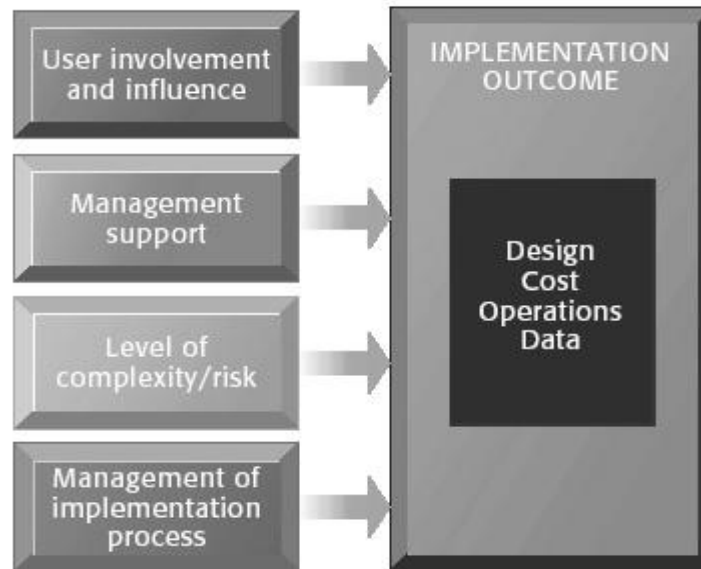 User involvement
and influence
Management
support
Level of
complexity/risk
Management of
implementation
process
IMPLEMENTATION
OUTCOME
Design
Cost
Operations
Data